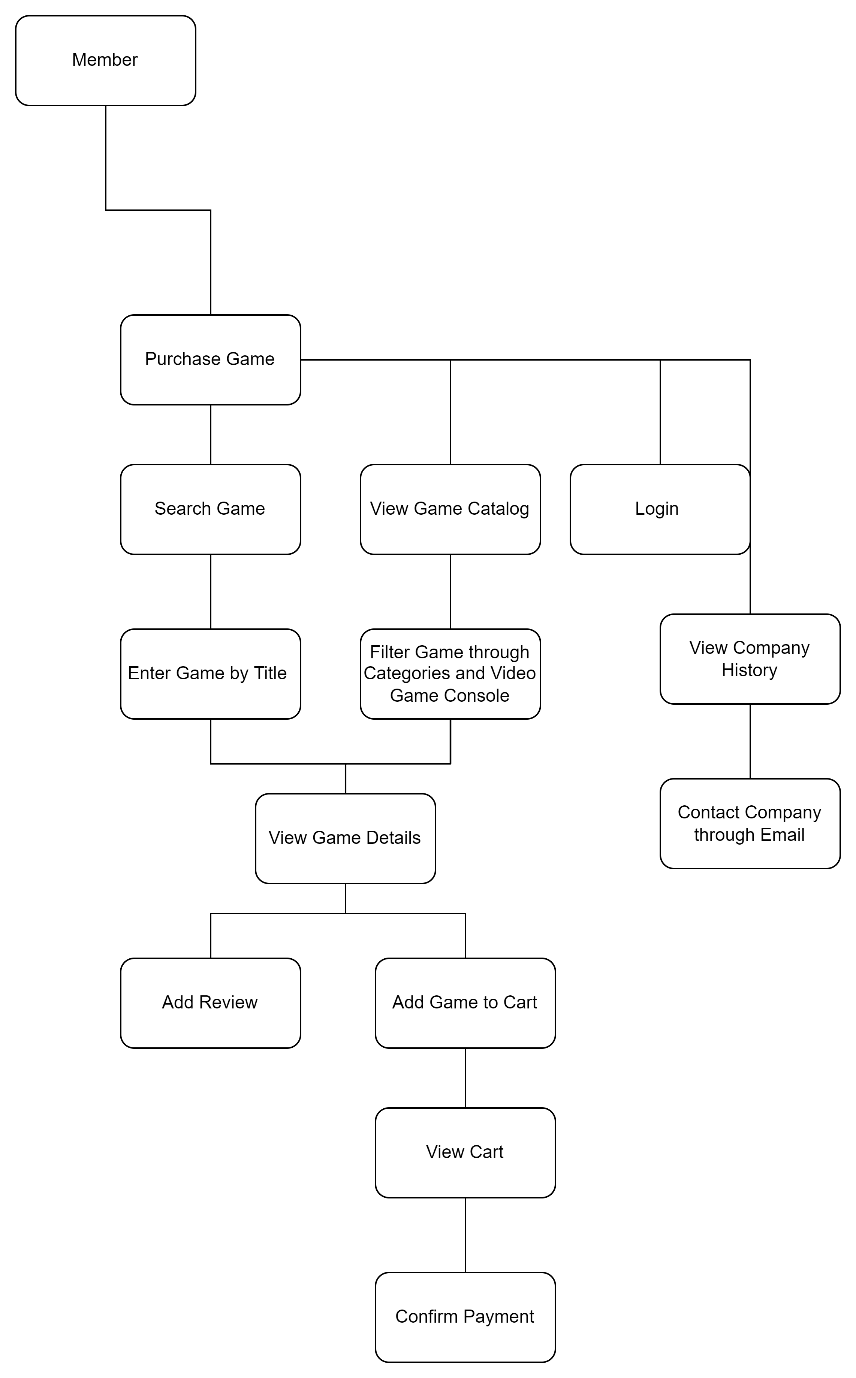 Member
Purchase Game
Search Game
View Game Catalog
Login
Enter Game by Title
Filter Game through
Categories and Video
Game Console
View Company
History
View Game Details
Contact Company
through Email
Add Review
Add Game to Cart
View Cart
Confirm Payment